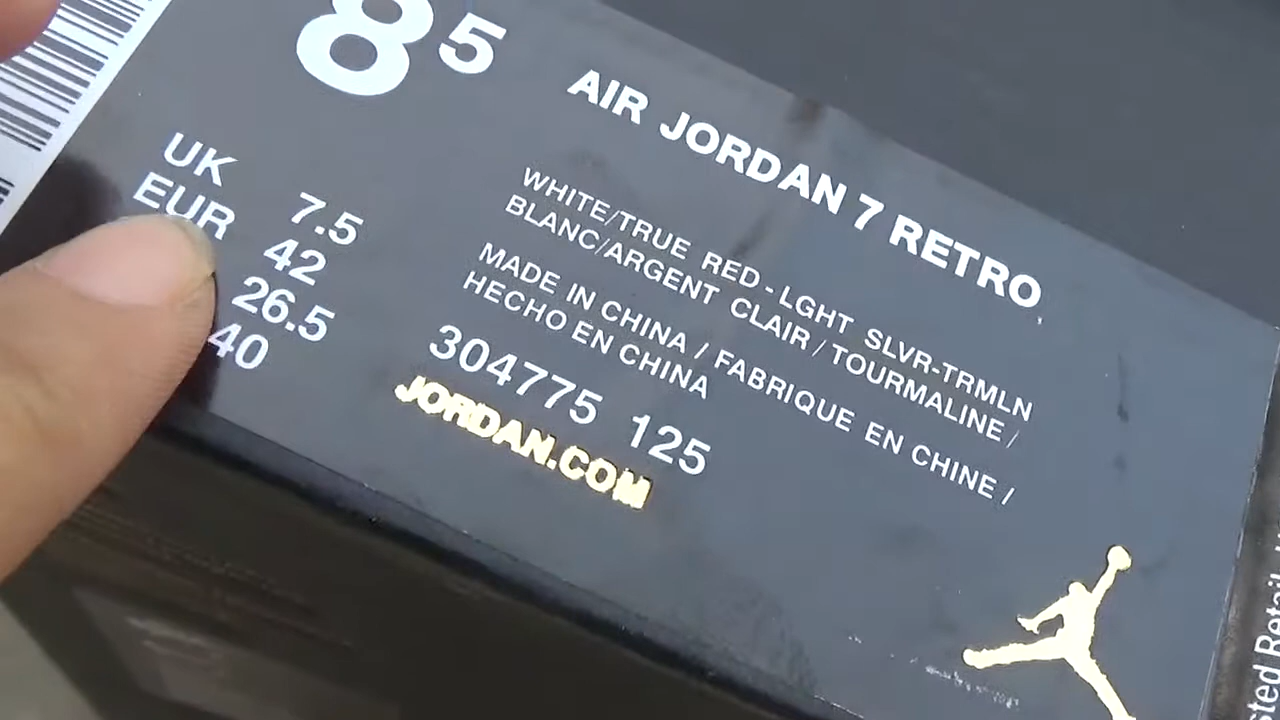 8 5
AIR JORDAN 7 RETRO
UK 7.5
EUR 42
26.5
40
WHITE/TRUE RED-LGHT SLVR-TRMLN
BLANC/ARGENT CLAIR/TOURMALINE/
MADE IN CHINA / FABRIQUE EN CHINE /
HECHO EN CHINA
304775 125
JORDAN.COM
Retail